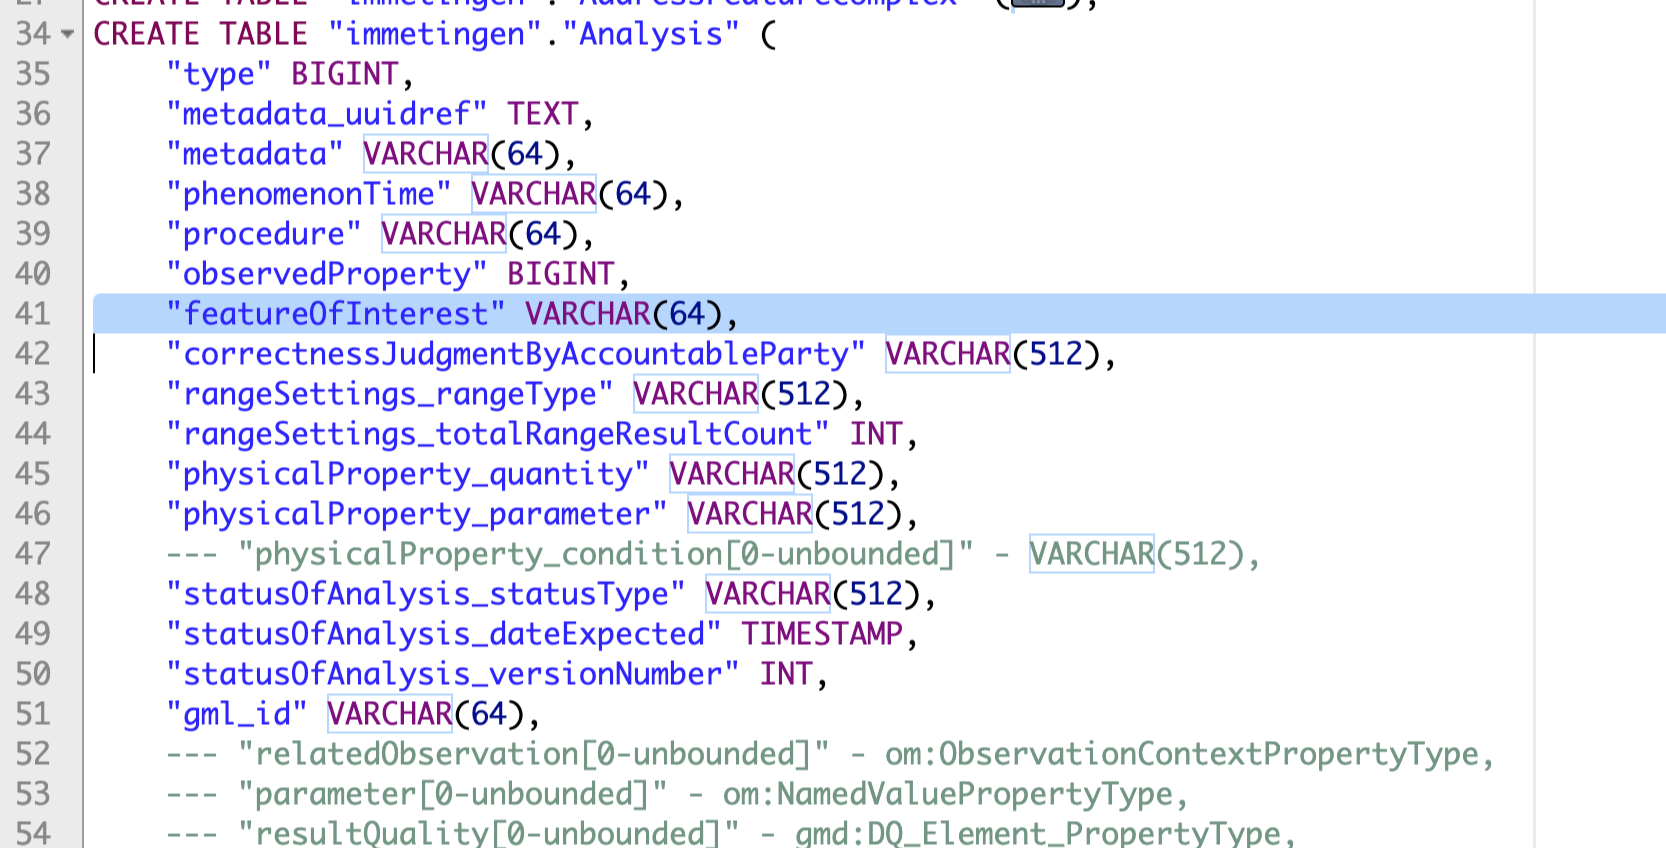 CREATE TABLE "immetingen"."AddressFeatureComplex" (...);
34 CREATE TABLE "immetingen"."Analysis" (
35 "type" BIGINT,
36 "metadata_uuidref" TEXT,
37 "metadata" VARCHAR(64),
38 "phenomenonTime" VARCHAR(64),
39 "procedure" VARCHAR(64),
40 "observedProperty" BIGINT,
41 "featureOfInterest" VARCHAR(64),
42 "correctnessJudgmentByAccountableParty" VARCHAR(512),
43 "rangeSettings_rangeType" VARCHAR(512),
44 "rangeSettings_totalRangeResultCount" INT,
45 "physicalProperty_quantity" VARCHAR(512),
46 "physicalProperty_parameter" VARCHAR(512),
47 --- "physicalProperty_condition[0-unbounded]" - VARCHAR(512),
48 "statusOfAnalysis_statusType" VARCHAR(512),
49 "statusOfAnalysis_dateExpected" TIMESTAMP,
50 "statusOfAnalysis_versionNumber" INT,
51 "gml_id" VARCHAR(64),
52 --- "relatedObservation[0-unbounded]" - om:ObservationContextPropertyType,
53 --- "parameter[0-unbounded]" - om:NamedValuePropertyType,
54 --- "resultQuality[0-unbounded]" - gmd:DQ_Element_PropertyType,